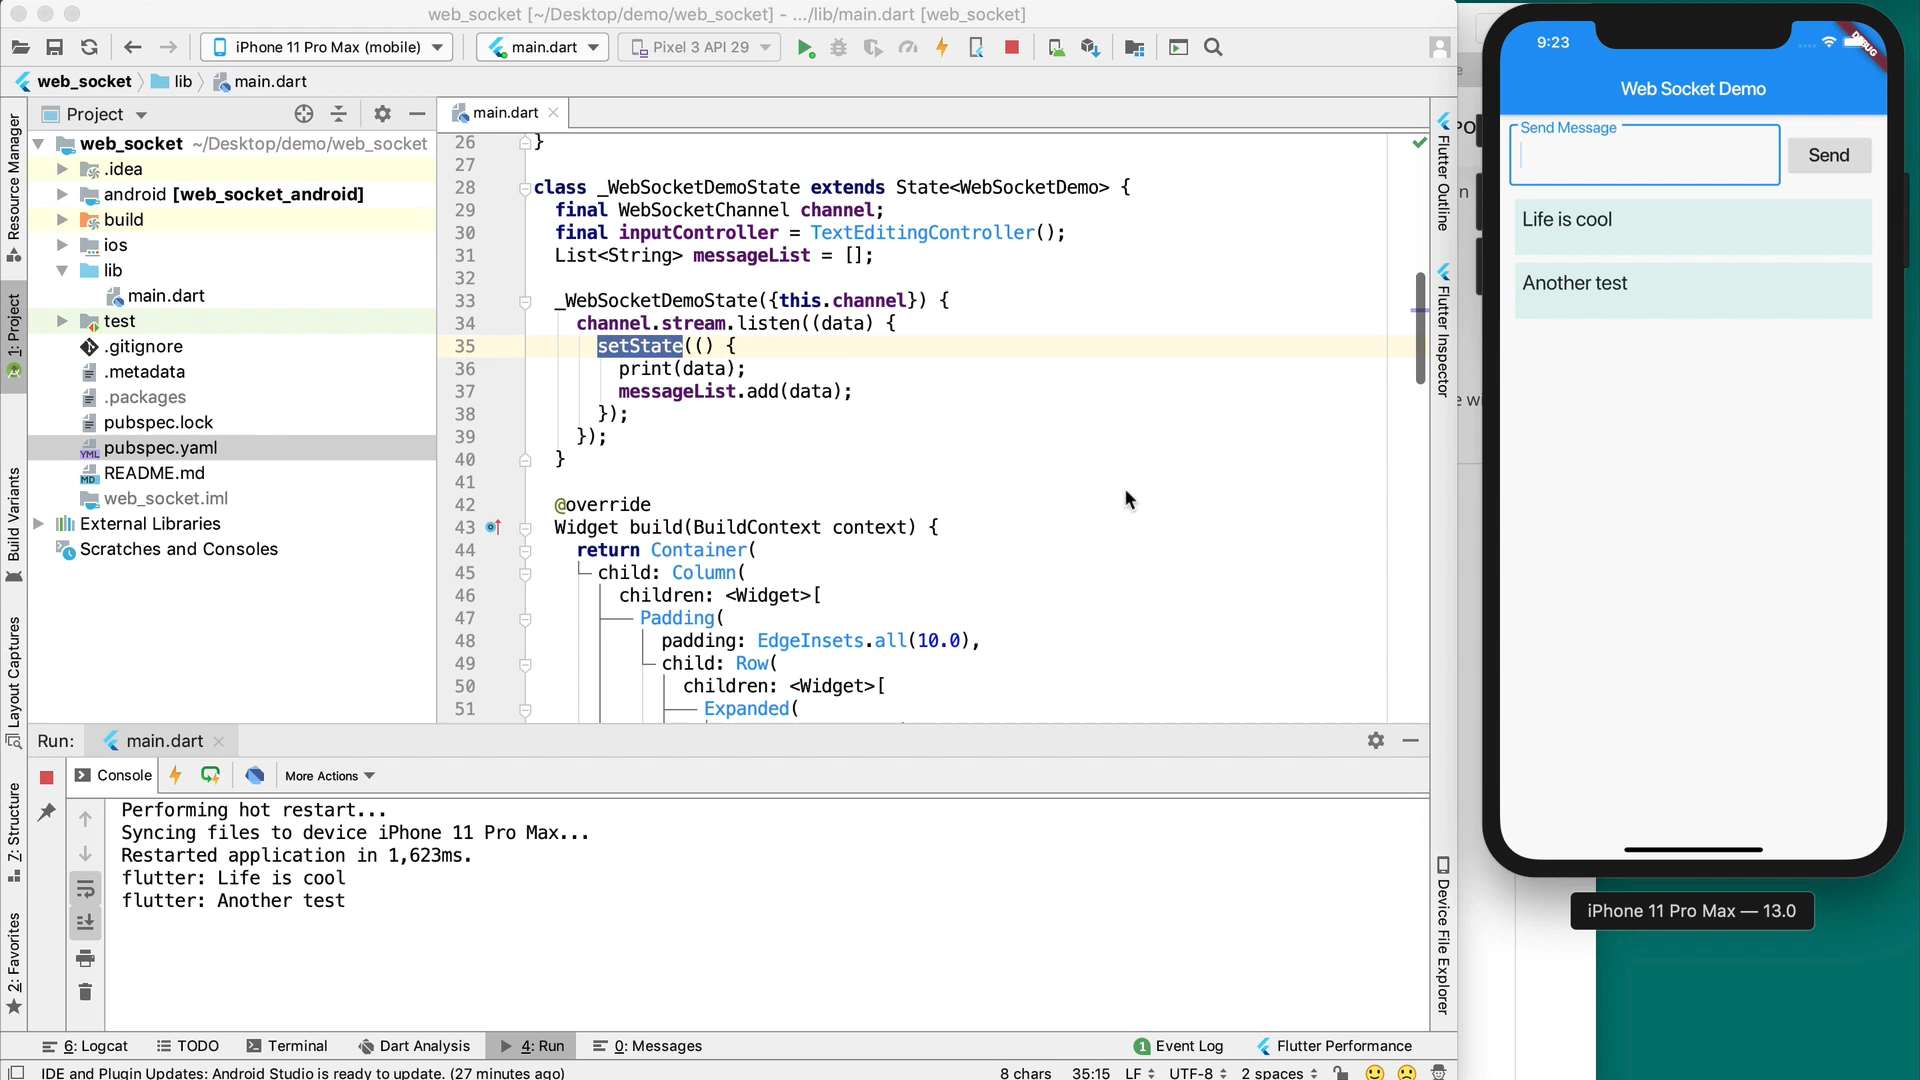 web_socket [~/Desktop/demo/web_socket] - .../lib/main.dart [web_socket]
iPhone 11 Pro Max (mobile)
main.dart
Pixel 3 API 29
web_socket
lib
main.dart
Project
web_socket ~/Desktop/demo/web_socket
.idea
android [web_socket_android]
build
ios
lib
main.dart
test
.gitignore
.metadata
.packages
pubspec.lock
pubspec.yaml
README.md
web_socket.iml
External Libraries
Scratches and Consoles
Resource Manager
1: Project
Build Variants
Layout Captures
7: Structure
2: Favorites
main.dart
26 }
27
28 class _WebSocketDemoState extends State<WebSocketDemo> {
29 final WebSocketChannel channel;
30 final inputController = TextEditingController();
31 List<String> messageList = [];
32
33 _WebSocketDemoState({this.channel}) {
34 channel.stream.listen((data) {
35 setState(() {
36 print(data);
37 messageList.add(data);
38 });
39 });
40 }
41
42 @override
43 Widget build(BuildContext context) {
44 return Container(
45 child: Column(
46 children: <Widget>[
47 Padding(
48 padding: EdgeInsets.all(10.0),
49 child: Row(
50 children: <Widget>[
51 Expanded(
Flutter Outline
Flutter Inspector
Device File Explorer
Run:
main.dart
Console
More Actions
Performing hot restart...
Syncing files to device iPhone 11 Pro Max...
Restarted application in 1,623ms.
flutter: Life is cool
flutter: Another test
6: Logcat
TODO
Terminal
Dart Analysis
4: Run
0: Messages
1 Event Log
Flutter Performance
IDE and Plugin Updates: Android Studio is ready to update. (27 minutes ago)
8 chars
35:15
LF
UTF-8
2 spaces
9:23
DEBUG
Web Socket Demo
Send Message
Send
Life is cool
Another test
iPhone 11 Pro Max — 13.0